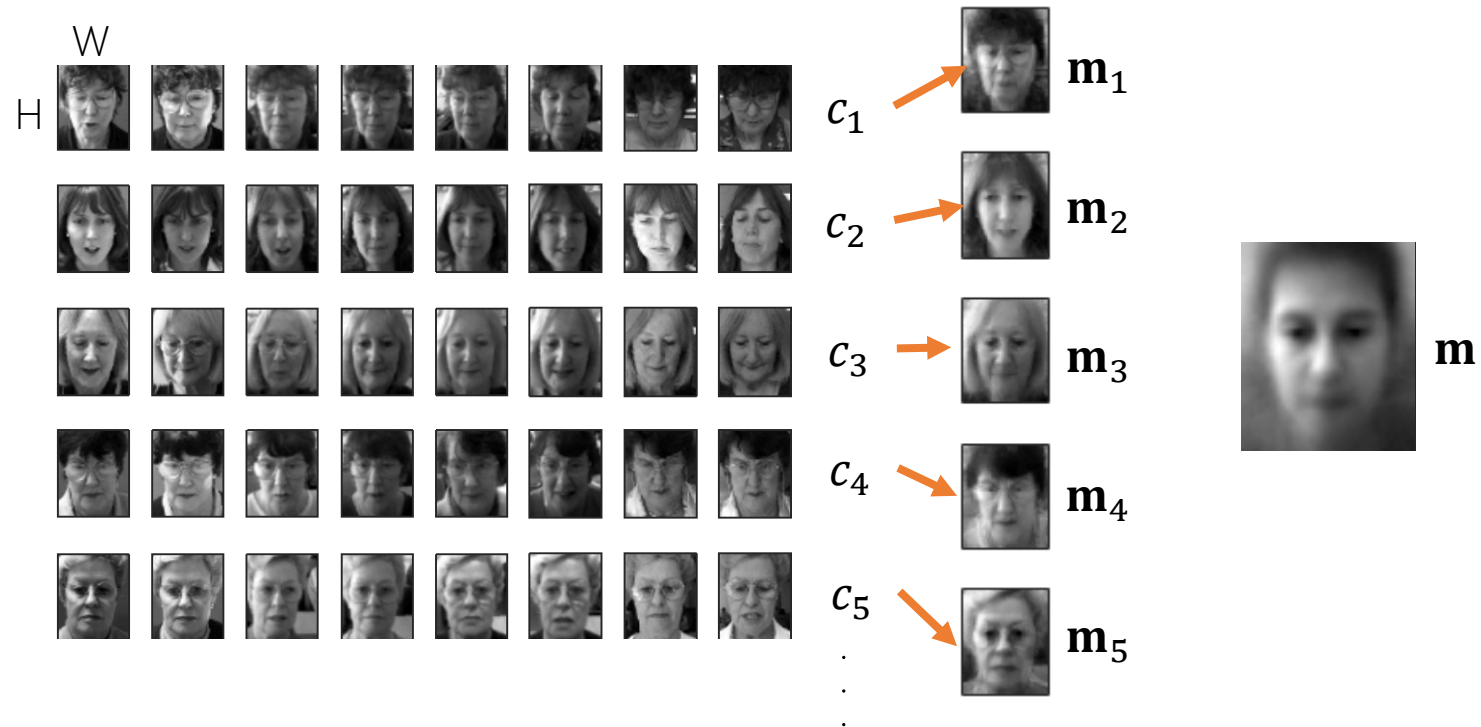 W
H
c₁
m₁
c₂
m₂
c₃
m₃
c₄
m₄
c₅
m₅
m
.
.
.